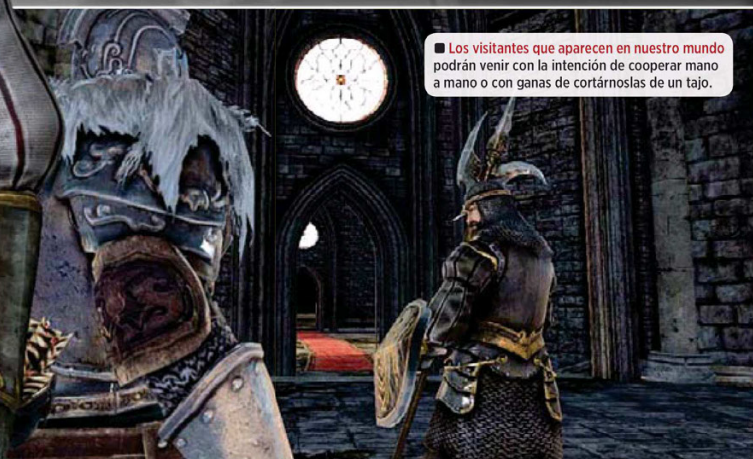 ■ Los visitantes que aparecen en nuestro mundo
podrán venir con la intención de cooperar mano
a mano o con ganas de cortárnoslas de un tajo.